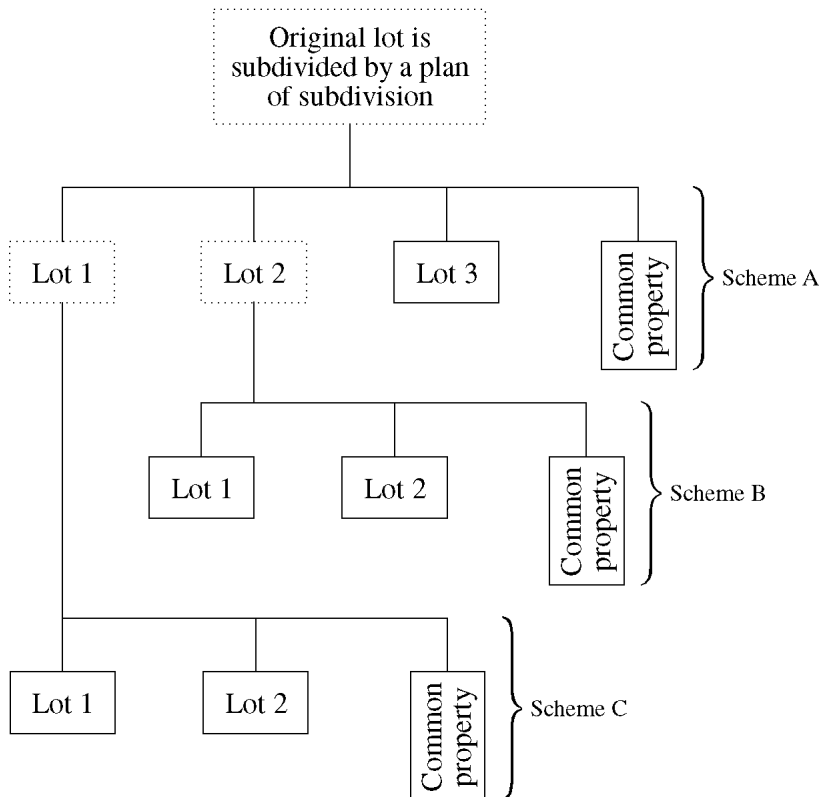 Original lot is
subdivided by a plan
of subdivision
Lot 1
Lot 2
Lot 3
Common
property
Scheme A
Lot 1
Lot 2
Common
property
Scheme B
Lot 1
Lot 2
Common
property
Scheme C